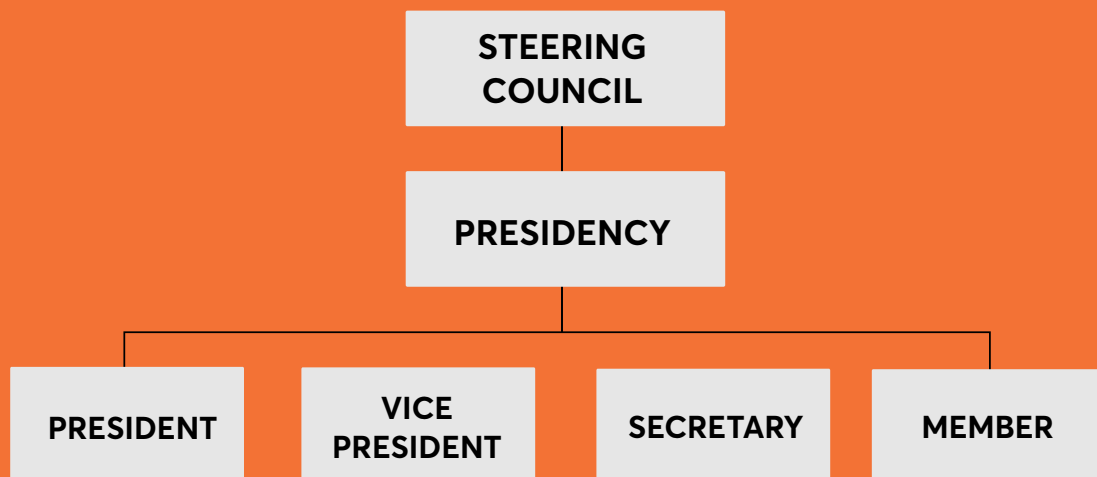 STEERING
COUNCIL
PRESIDENCY
PRESIDENT
VICE
PRESIDENT
SECRETARY
MEMBER